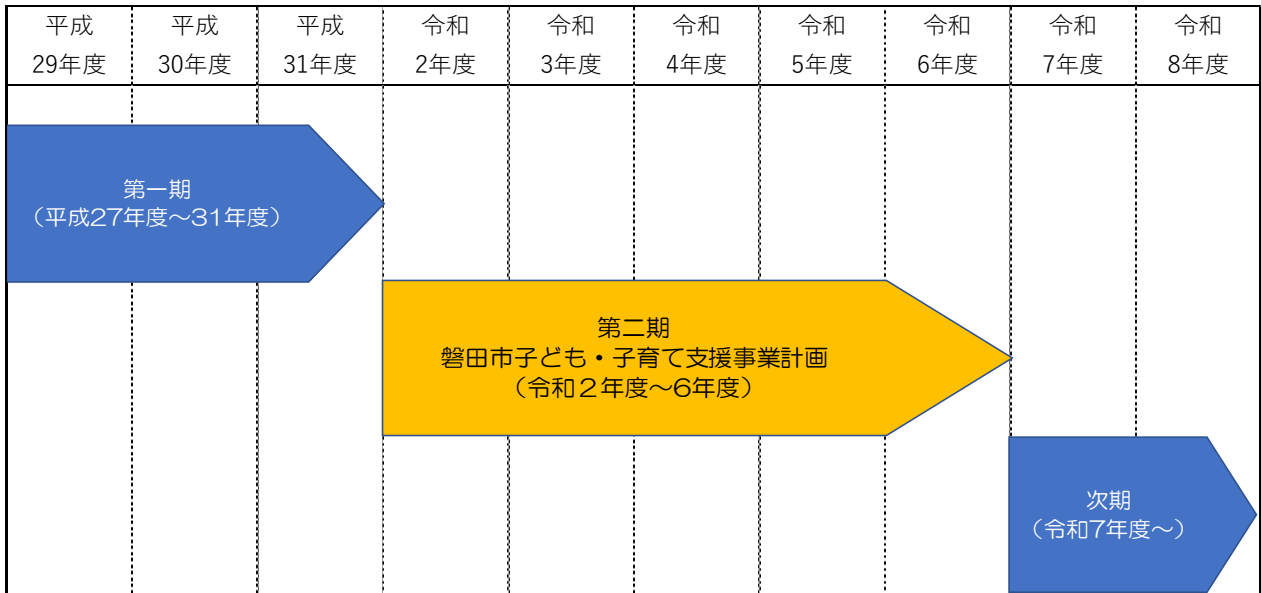 平成 平成 平成 令和 令和 令和 令和 令和 令和 令和
29年度 30年度 31年度 2年度 3年度 4年度 5年度 6年度 7年度 8年度
第一期
（平成27年度～31年度）
第二期
磐田市子ども・子育て支援事業計画
（令和２年度～6年度）
次期
（令和7年度～）